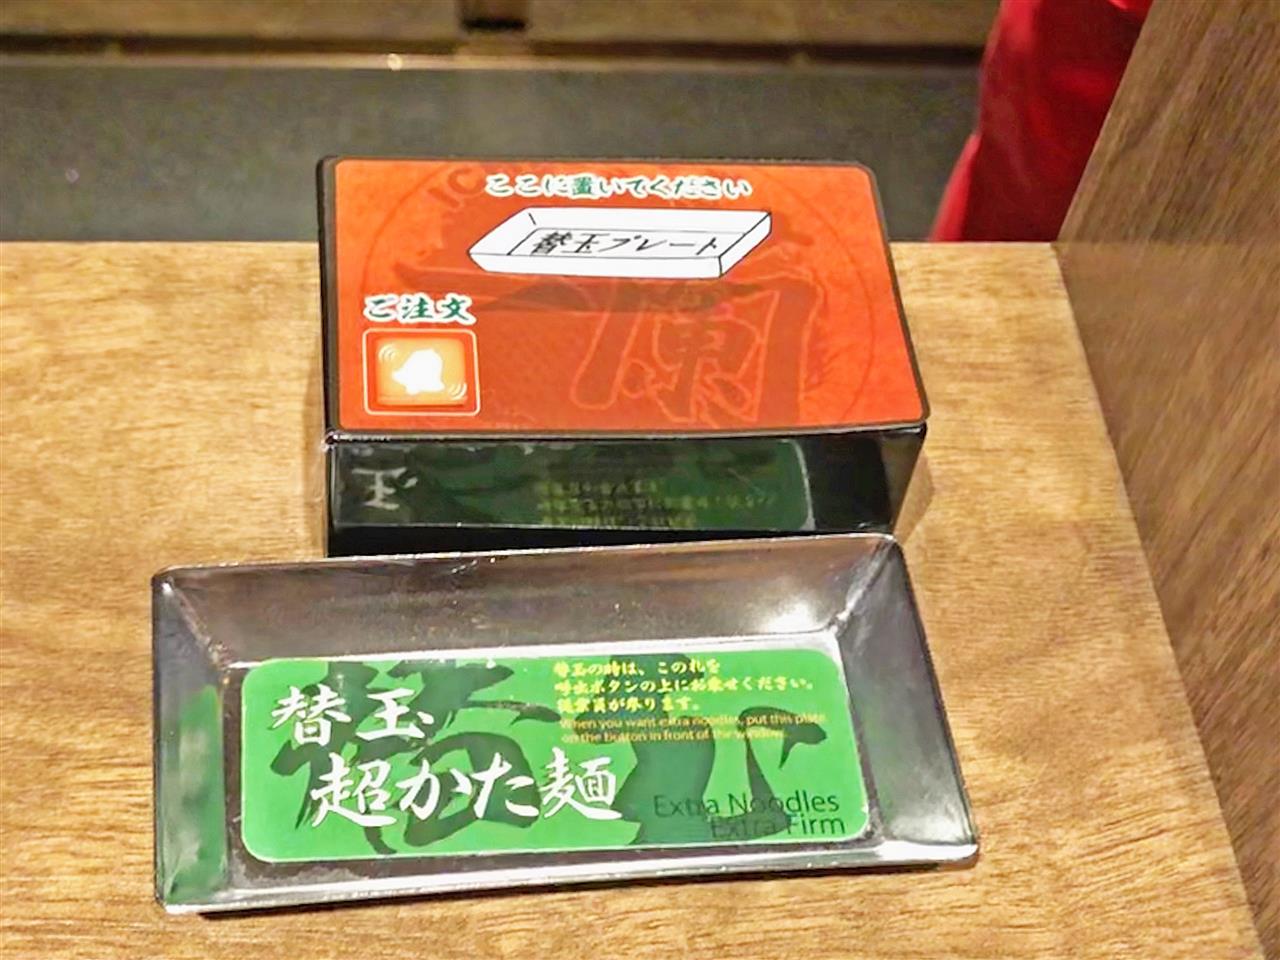 ここに置いてください
替玉プレート
ご注文
蘭
替玉
超かた麺
替玉の時は、この札を
呼出ボタンの上にお乗せください。
従業員が参ります。
When you want extra noodles, put this plate
on the button in front of the window.
Extra Noodles
Extra Firm